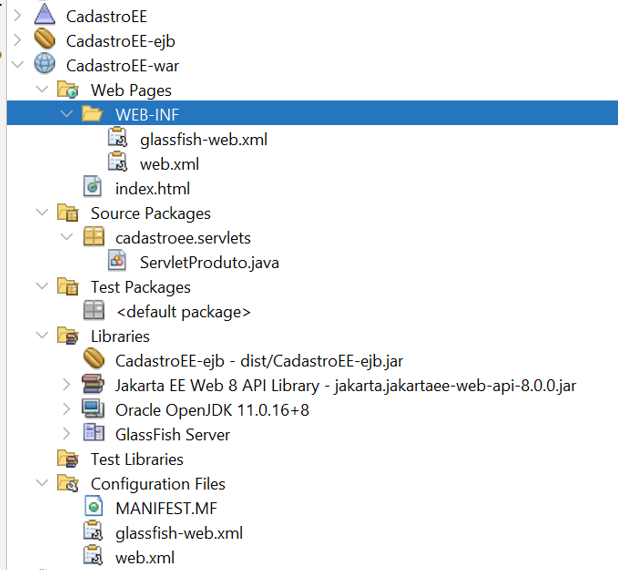 CadastroEE
CadastroEE-ejb
CadastroEE-war
Web Pages
WEB-INF
glassfish-web.xml
web.xml
index.html
Source Packages
cadastroee.servlets
ServletProduto.java
Test Packages
<default package>
Libraries
CadastroEE-ejb - dist/CadastroEE-ejb.jar
Jakarta EE Web 8 API Library - jakarta.jakartaee-web-api-8.0.0.jar
Oracle OpenJDK 11.0.16+8
GlassFish Server
Test Libraries
Configuration Files
MANIFEST.MF
glassfish-web.xml
web.xml